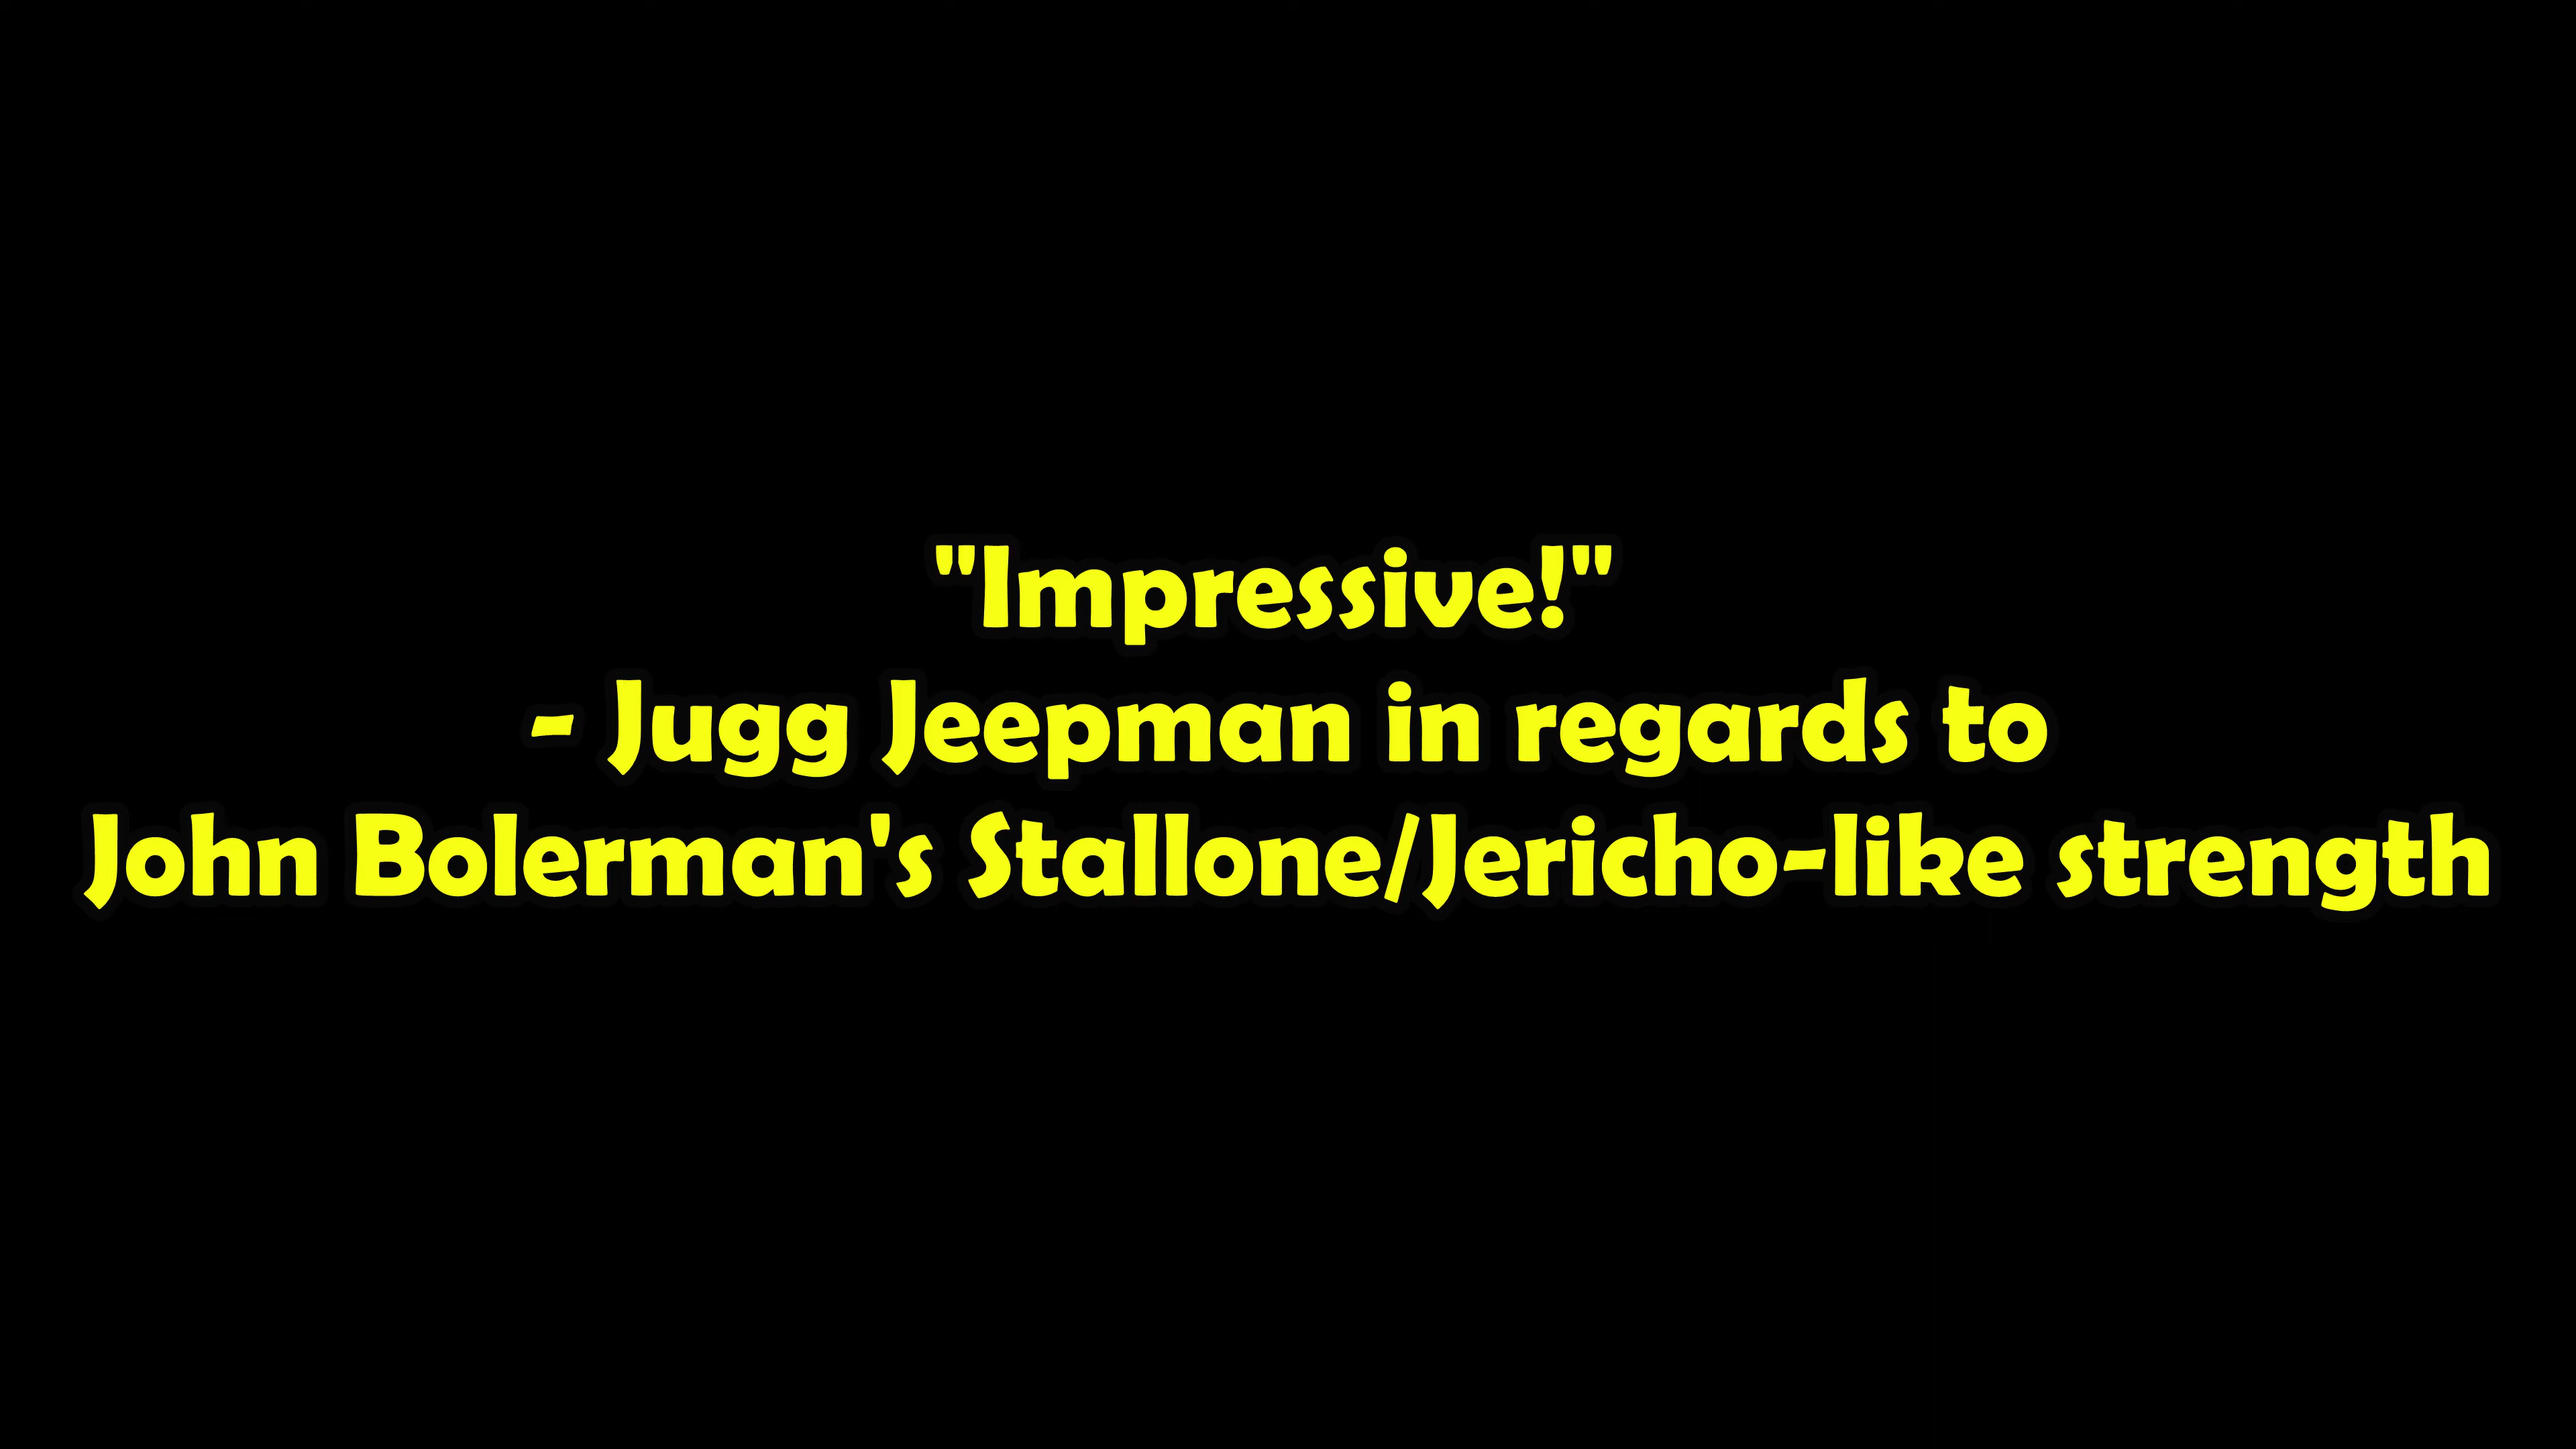 "Impressive!"
- Jugg Jeepman in regards to
John Bolerman's Stallone/Jericho-like strength